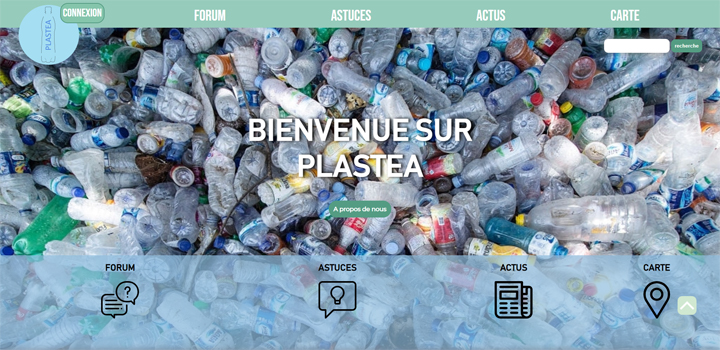 PLASTEA
CONNEXION
FORUM
ASTUCES
ACTUS
CARTE
recherche
BIENVENUE SUR
PLASTEA
A propos de nous
FORUM
ASTUCES
ACTUS
CARTE
?